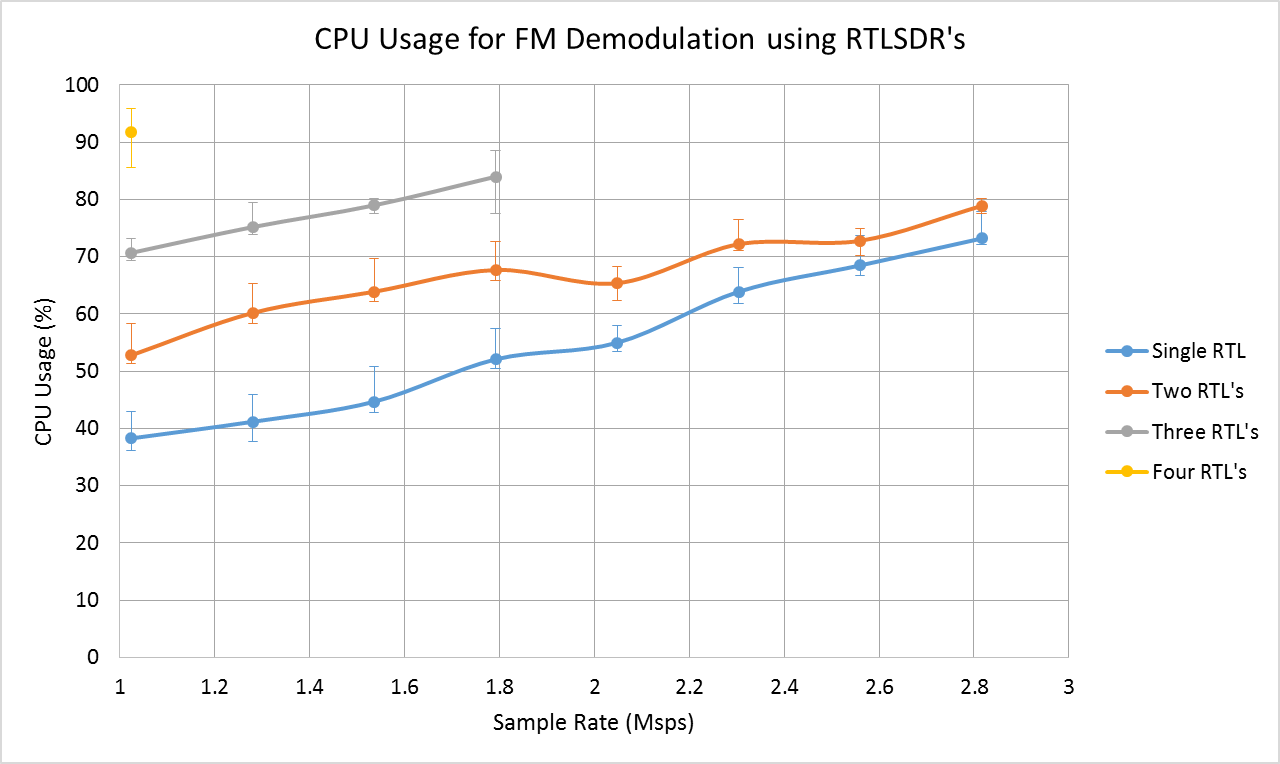 CPU Usage for FM Demodulation using RTLSDR's
100
90
80
70
60
50
40
30
20
10
0
CPU Usage (%)
1 1.2 1.4 1.6 1.8 2 2.2 2.4 2.6 2.8 3
Sample Rate (Msps)
Single RTL
Two RTL's
Three RTL's
Four RTL's